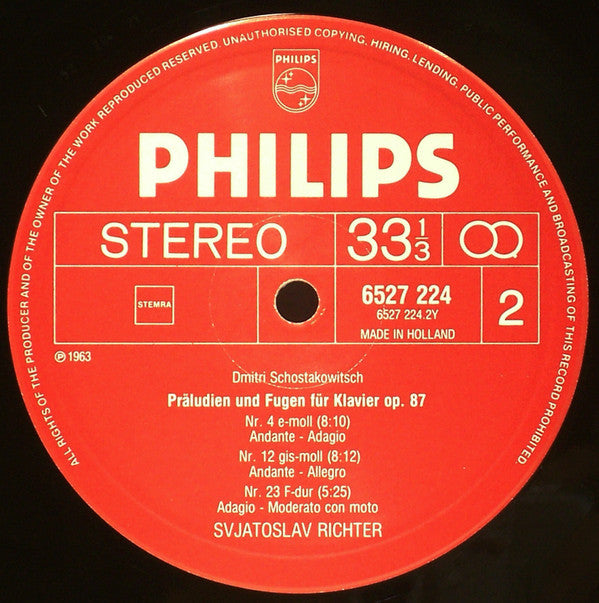 ALL RIGHTS OF THE PRODUCER AND OF THE OWNER OF THE WORK REPRODUCED RESERVED. UNAUTHORISED COPYING, HIRING, LENDING, PUBLIC PERFORMANCE AND BROADCASTING OF THIS RECORD PROHIBITED.
PHILIPS
PHILIPS
STEREO
33 1/3
STEMRA
6527 224
6527 224.2Y
MADE IN HOLLAND
2
℗ 1963
Dmitri Schostakowitsch
Präludien und Fugen für Klavier op. 87
Nr. 4 e-moll (8:10)
Andante - Adagio
Nr. 12 gis-moll (8:12)
Andante - Allegro
Nr. 23 F-dur (5:25)
Adagio - Moderato con moto
SVJATOSLAV RICHTER